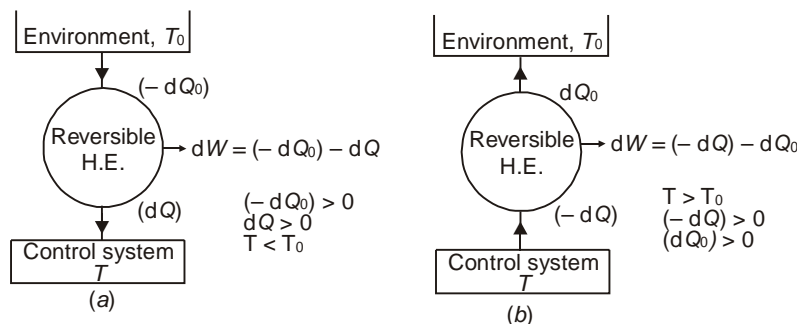 Environment, T₀
(– dQ₀)
Reversible
H.E.
dW = (– dQ₀) – dQ
(dQ)
(– dQ₀) > 0
dQ > 0
T < T₀
Control system
T
(a)
Environment, T₀
dQ₀
Reversible
H.E.
dW = (– dQ) – dQ₀
(– dQ)
T > T₀
(– dQ) > 0
(dQ₀) > 0
Control system
T
(b)